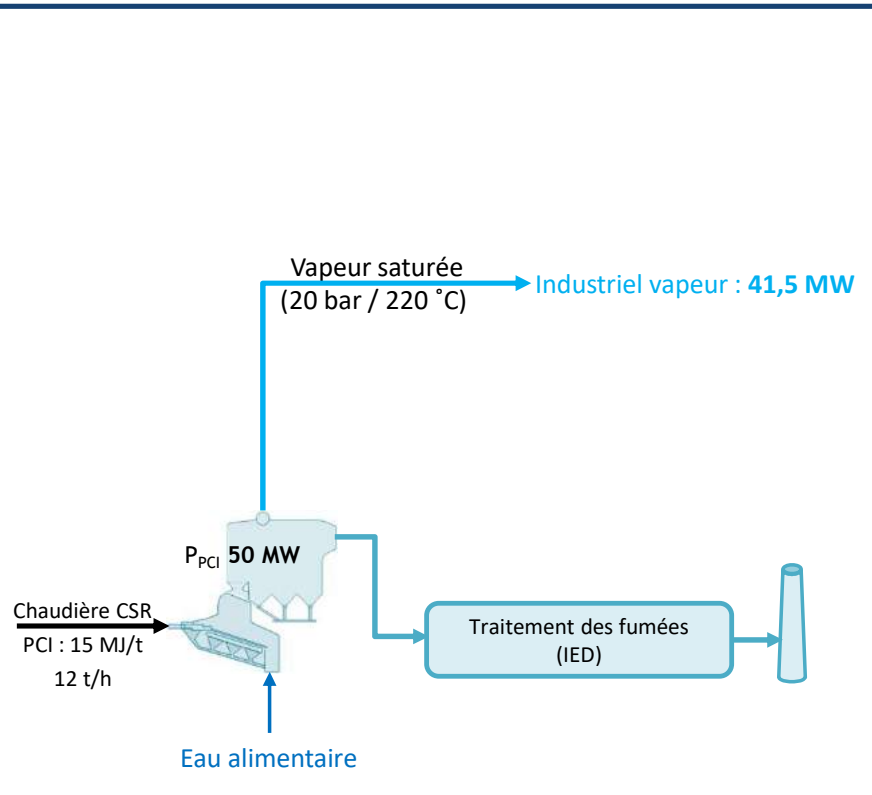 Vapeur saturée
(20 bar / 220 ˚C)
Industriel vapeur : 41,5 MW
PPCI 50 MW
Chaudière CSR
PCI : 15 MJ/t
12 t/h
Traitement des fumées
(IED)
Eau alimentaire